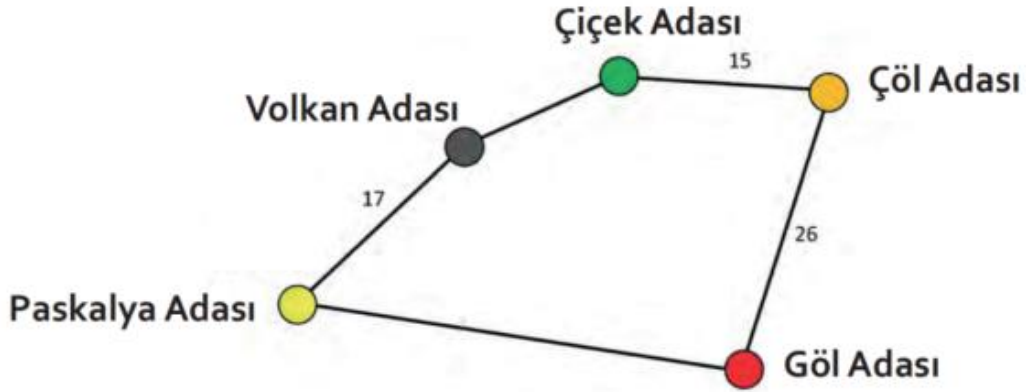 Çiçek Adası
15
Çöl Adası
Volkan Adası
17
26
Paskalya Adası
Göl Adası